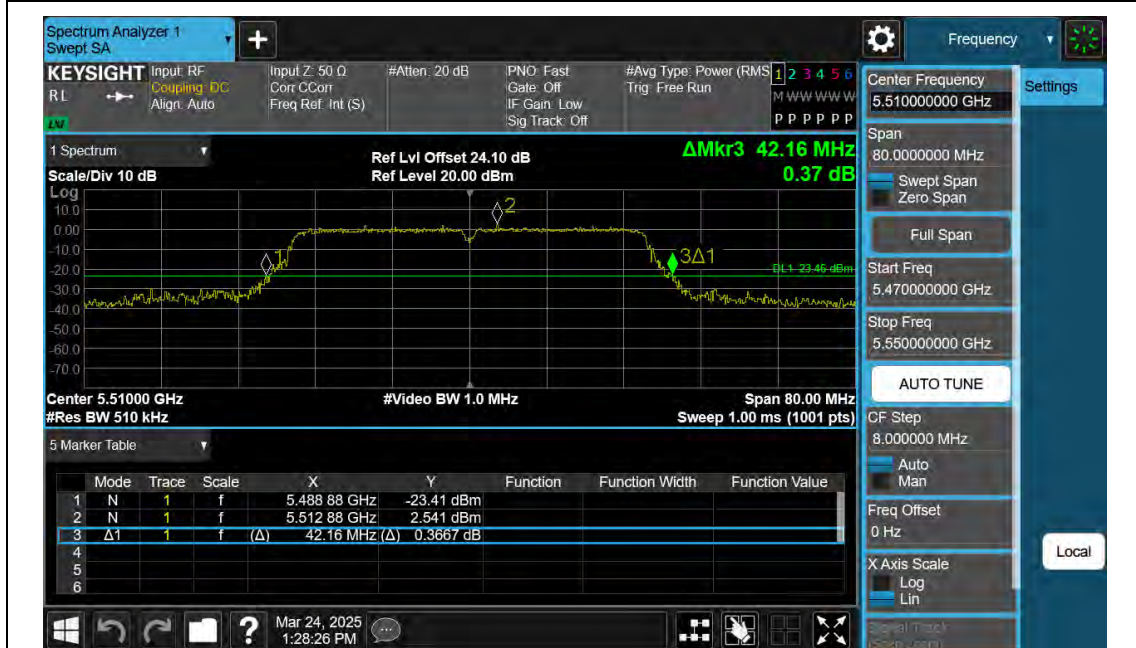 Spectrum Analyzer 1
Swept SA
+
Frequency
KEYSIGHT
RL
LXI
Input: RF
Coupling: DC
Align: Auto
Input Z: 50 Ω
Corr CCorr
Freq Ref: Int (S)
#Atten: 20 dB
PNO: Fast
Gate: Off
IF Gain: Low
Sig Track: Off
#Avg Type: Power (RMS
Trig: Free Run
1 2 3 4 5 6
M W W W W W
P P P P P P
Center Frequency
5.510000000 GHz
Settings
Span
80.0000000 MHz
Swept Span
Zero Span
Full Span
Start Freq
5.470000000 GHz
Stop Freq
5.550000000 GHz
AUTO TUNE
CF Step
8.000000 MHz
Auto
Man
Freq Offset
0 Hz
X Axis Scale
Log
Lin
Signal Track
Local
1 Spectrum
Scale/Div 10 dB
Ref Lvl Offset 24.10 dB
Ref Level 20.00 dBm
ΔMkr3 42.16 MHz
0.37 dB
Log
10.0
0.00
-10.0
-20.0
-30.0
-40.0
-50.0
-60.0
-70.0
1
2
3Δ1
DL1 -23.46 dBm
Center 5.51000 GHz
#Video BW 1.0 MHz
Span 80.00 MHz
#Res BW 510 kHz
Sweep 1.00 ms (1001 pts)
5 Marker Table
Mode Trace Scale X Y Function Function Width Function Value
1 N 1 f 5.488 88 GHz -23.41 dBm
2 N 1 f 5.512 88 GHz 2.541 dBm
3 Δ1 1 f (Δ) 42.16 MHz (Δ) 0.3667 dB
4
5
6
?
Mar 24, 2025
1:28:26 PM